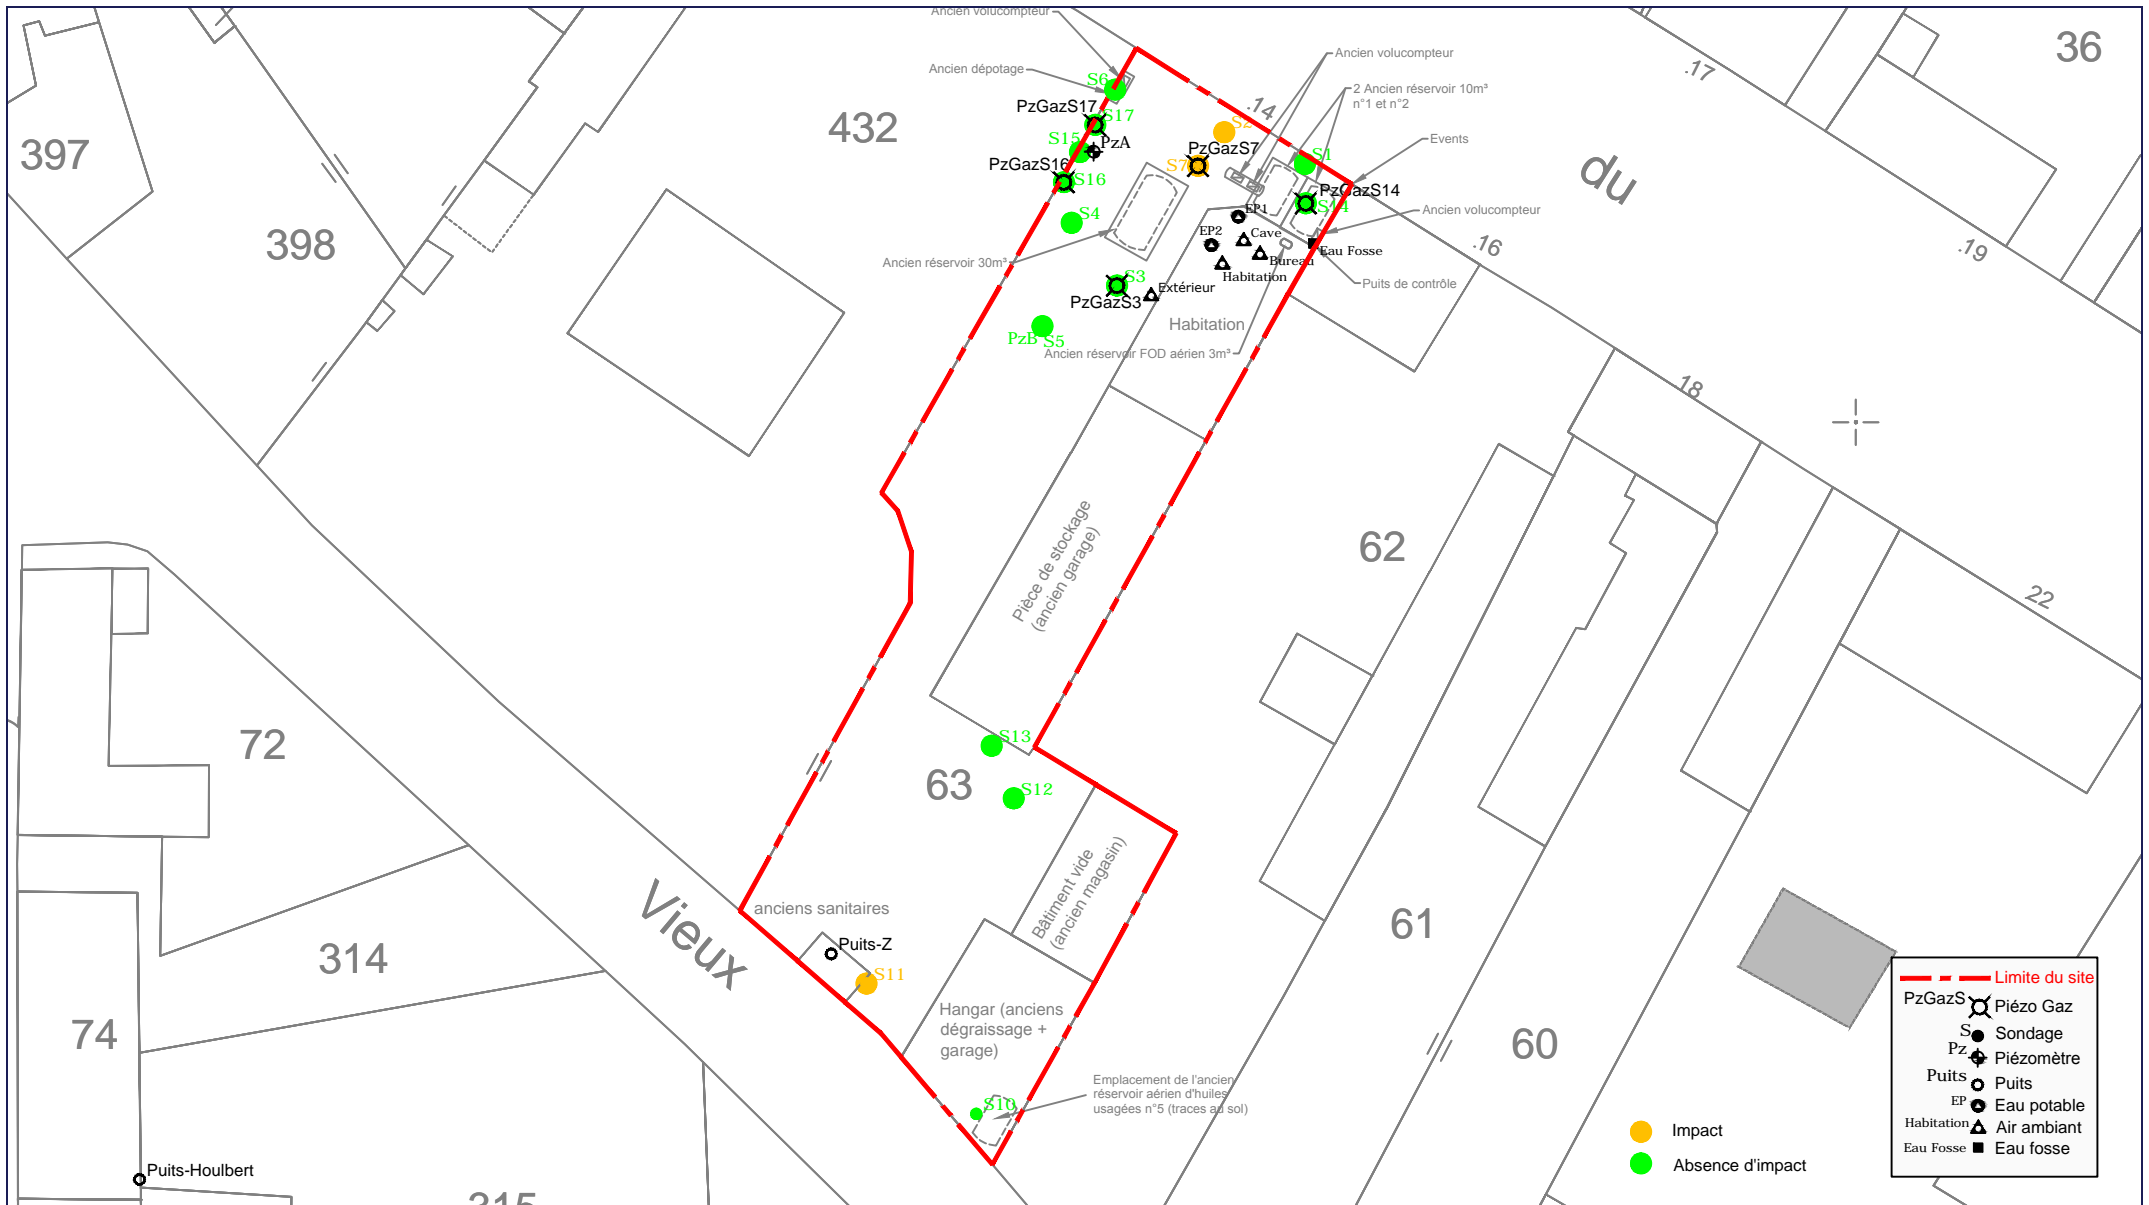 Ancien volucompteur
Ancien dépotage
Ancien volucompteur
2 Ancien réservoir 10m³
n°1 et n°2
Events
Ancien volucompteur
Puits de contrôle
Ancien réservoir 30m³
Ancien réservoir FOD aérien 3m³
S6
PzGazS17
S17
S15
PzA
PzGazS16
S16
S4
S2
PzGazS7
S7
S1
PzGazS14
S14
EP1
EP2
Cave
Bureau
Habitation
Eau Fosse
Extérieur
S3
PzGazS3
PzB
S5
Habitation
.14
.16
.17
.19
18
22
36
397
398
432
du
62
72
63
61
60
314
74
315
Vieux
Pièce de stockage
(ancien garage)
S13
S12
Bâtiment vide
(ancien magasin)
anciens sanitaires
Puits-Z
S11
Hangar (anciens
dégraissage +
garage)
S10
Emplacement de l'ancien
réservoir aérien d'huiles
usagées n°5 (traces au sol)
Puits-Houlbert
Impact
Absence d'impact
Limite du site
PzGazS Piézo Gaz
S Sondage
Pz Piézomètre
Puits Puits
EP Eau potable
Habitation Air ambiant
Eau Fosse Eau fosse